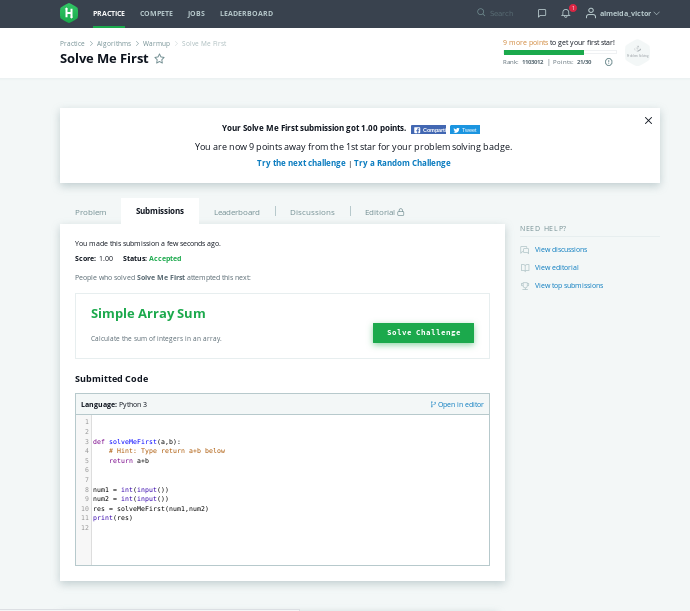 PRACTICE COMPETE JOBS LEADERBOARD Search 1 almeida_victor
Practice > Algorithms > Warmup > Solve Me First
Solve Me First
9 more points to get your first star!
Rank: 1193012 | Points: 21/30
Problem Solving
Your Solve Me First submission got 1.00 points. Compartil Tweet
You are now 9 points away from the 1st star for your problem solving badge.
Try the next challenge | Try a Random Challenge
Problem Submissions Leaderboard Discussions Editorial
You made this submission a few seconds ago.
Score: 1.00 Status: Accepted
People who solved Solve Me First attempted this next:
Simple Array Sum
Calculate the sum of integers in an array.
Solve Challenge
Submitted Code
Language: Python 3 Open in editor
1
2
3 def solveMeFirst(a,b):
4 # Hint: Type return a+b below
5 return a+b
6
7
8 num1 = int(input())
9 num2 = int(input())
10 res = solveMeFirst(num1,num2)
11 print(res)
12
NEED HELP?
View discussions
View editorial
View top submissions